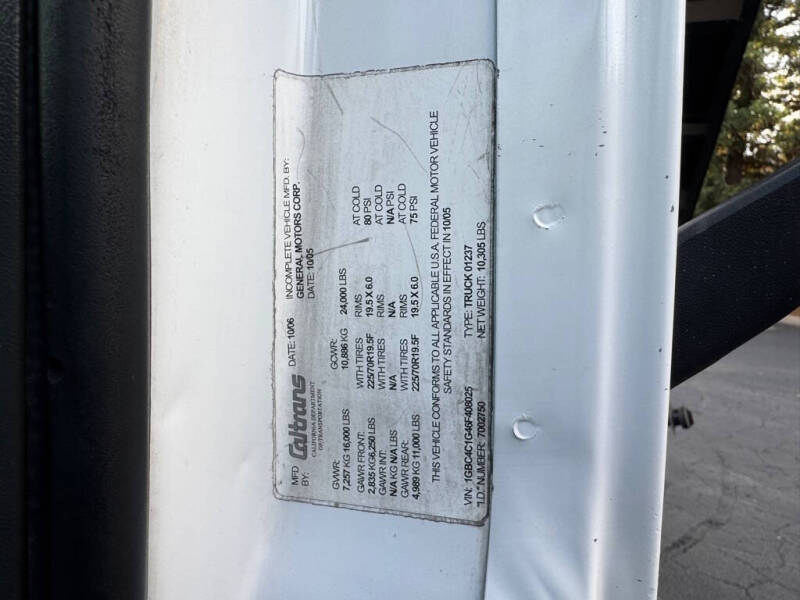 MFD BY: Caltrans DATE: 10/06 INCOMPLETE VEHICLE MFD. BY:
CALIFORNIA DEPARTMENT OF TRANSPORTATION GENERAL MOTORS CORP.
DATE: 10/05
GVWR: GCWR:
7,257 KG 16,000 LBS 10,886 KG 24,000 LBS
GAWR FRONT: WITH TIRES RIMS AT COLD
2,835 KG6,250 LBS 225/70R19.5F 19.5 X 6.0 80 PSI
GAWR INT: WITH TIRES RIMS AT COLD
N/A KG N/A LBS N/A N/A N/A PSI
GAWR REAR: WITH TIRES RIMS AT COLD
4,989 KG 11,000 LBS 225/70R19.5F 19.5 X 6.0 75 PSI
THIS VEHICLE CONFORMS TO ALL APPLICABLE U.S.A. FEDERAL MOTOR VEHICLE
SAFETY STANDARDS IN EFFECT IN 10/05
VIN: 1GBC4C1G46F408025 TYPE: TRUCK 01237
"I.D." NUMBER: 7002750 NET WEIGHT: 10,305 LBS